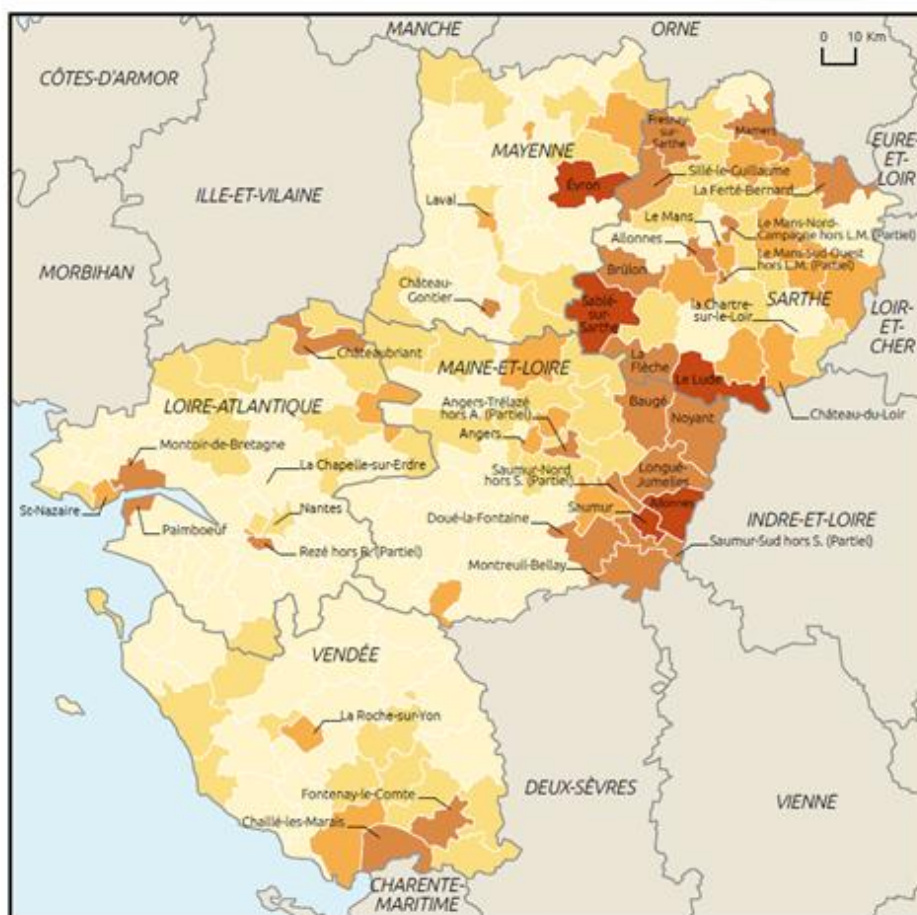 MANCHE
ORNE
0 10 Km
CÔTES-D'ARMOR
Fresnay-
sur-
Sarthe
Mamers
EURE-
ET-
LOIR
MAYENNE
Sillé-le-Guillaume
La Ferté-Bernard
Évron
ILLE-ET-VILAINE
Laval
Le Mans
Le Mans-Nord-
Campagne hors L.M. (Partiel)
Allonnes
Le Mans-Sud-Ouest
hors L.M. (Partiel)
MORBIHAN
Brûlon
Château-
Gontier
Sablé-
sur-
Sarthe
la Chartre-
sur-le-Loir
SARTHE
LOIR-
ET-
CHER
Châteaubriant
MAINE-ET-LOIRE
La
Flèche
Le Lude
Baugé
Noyant
Château-du-Loir
LOIRE-ATLANTIQUE
Angers-Trélazé
hors A. (Partiel)
Angers
Montoir-de-Bretagne
La Chapelle-sur-Erdre
Saumur-Nord
hors S. (Partiel)
Longué-
Jumelles
St-Nazaire
Nantes
Saumur
Allonnes
Paimboeuf
Doué-la-Fontaine
INDRE-ET-LOIRE
Rezé hors R. (Partiel)
Saumur-Sud hors S. (Partiel)
Montreuil-Bellay
VENDÉE
La Roche-sur-Yon
DEUX-SÈVRES
Fontenay-le-Comte
VIENNE
Chaillé-les-Marais
CHARENTE-
MARITIME